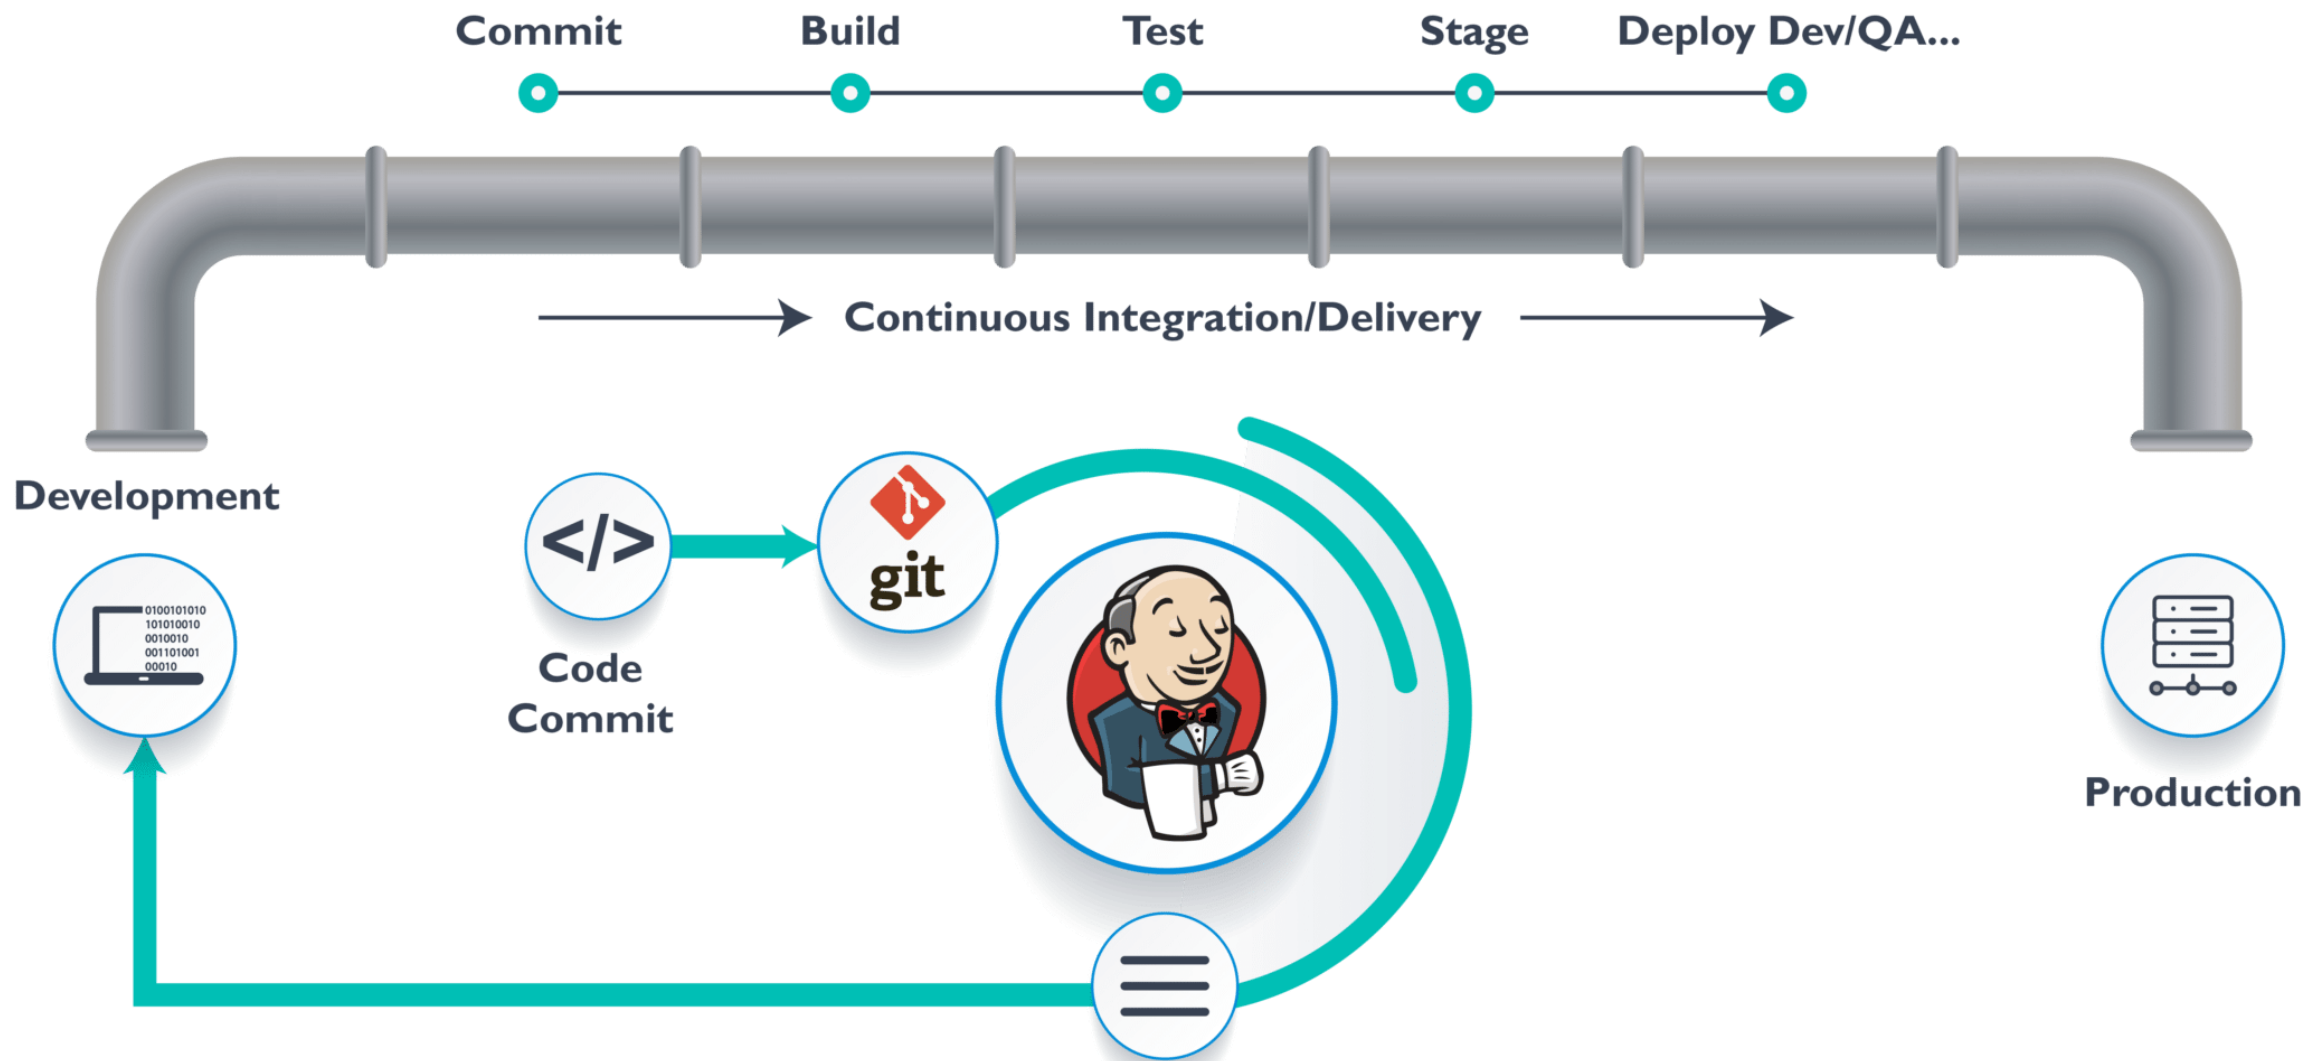 Commit
Build
Test
Stage
Deploy Dev/QA...
Continuous Integration/Delivery
Development
0100101010
101010010
0010010
001101001
00010
</>
git
Code
Commit
Production